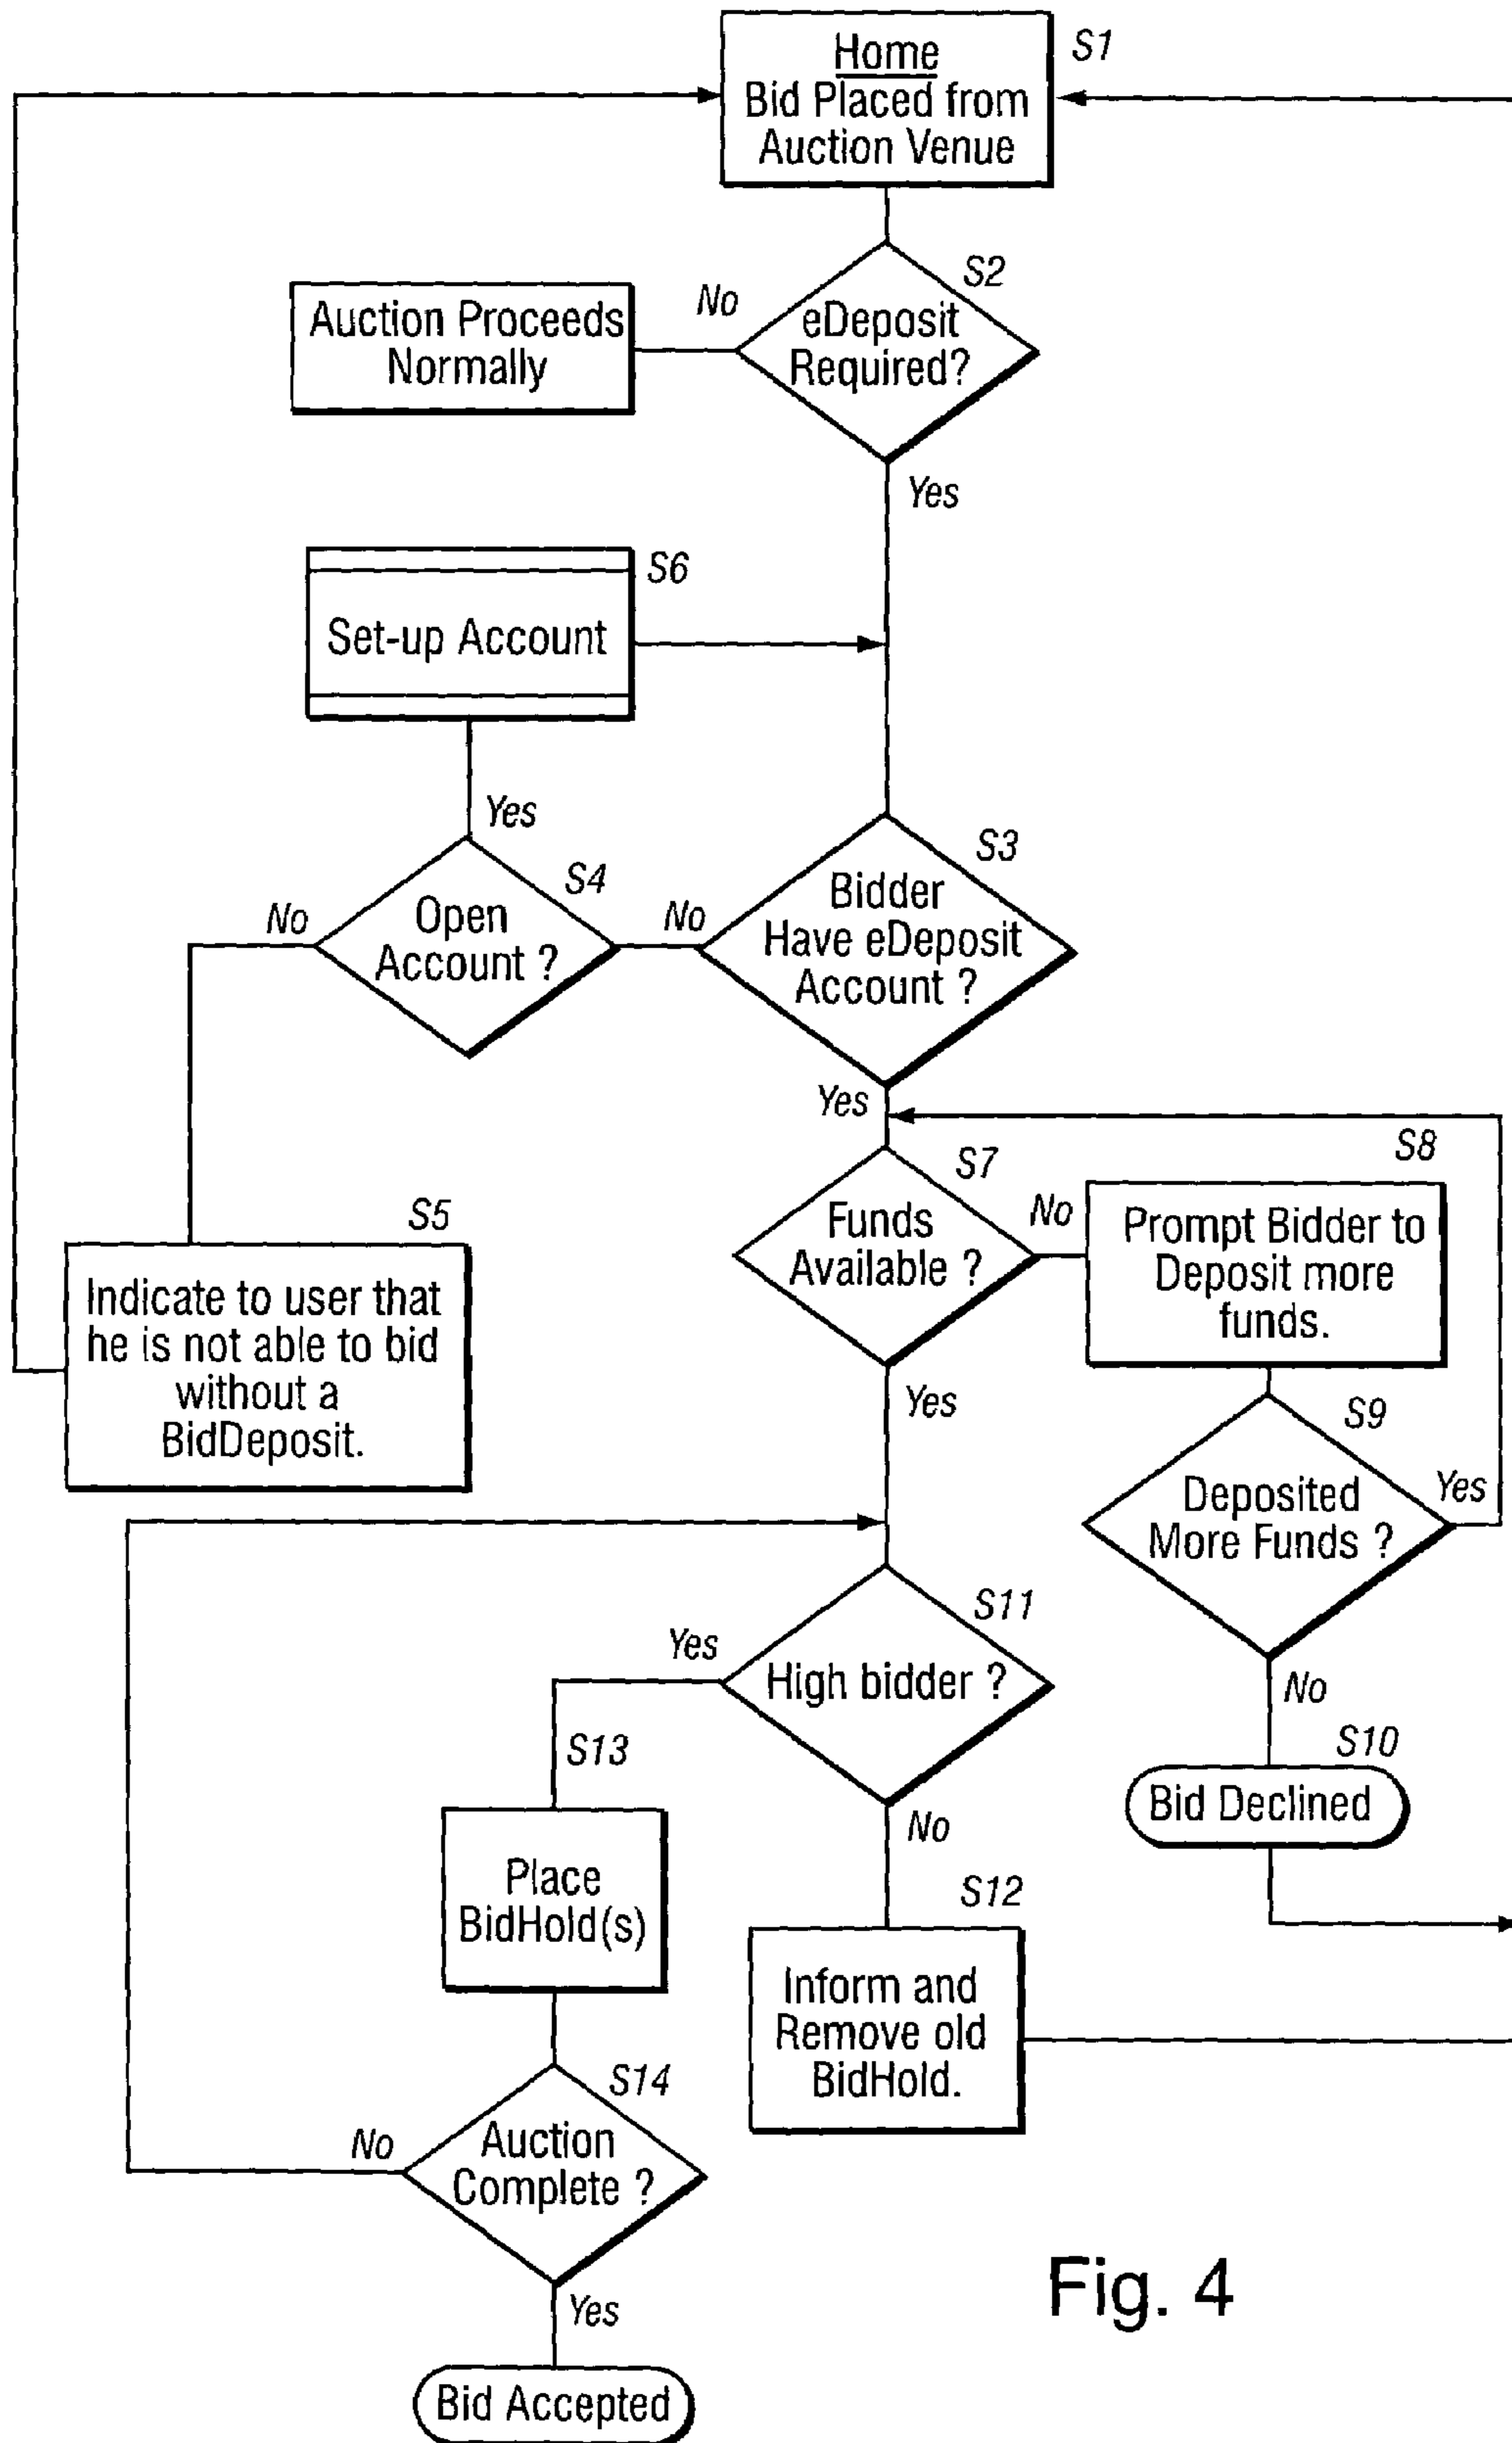 Home
Bid Placed from
Auction Venue
S1
S2
eDeposit
Required?
No
Auction Proceeds
Normally
Yes
S6
Set-up Account
Yes
S4
Open
Account ?
No
No
S3
Bidder
Have eDeposit
Account ?
Yes
S5
Indicate to user that
he is not able to bid
without a
BidDeposit.
S7
Funds
Available ?
No
S8
Prompt Bidder to
Deposit more
funds.
Yes
S9
Deposited
More Funds ?
Yes
No
S10
Bid Declined
S11
High bidder ?
Yes
No
S13
Place
BidHold(s)
S12
Inform and
Remove old
BidHold.
S14
Auction
Complete ?
No
Yes
Bid Accepted
Fig. 4